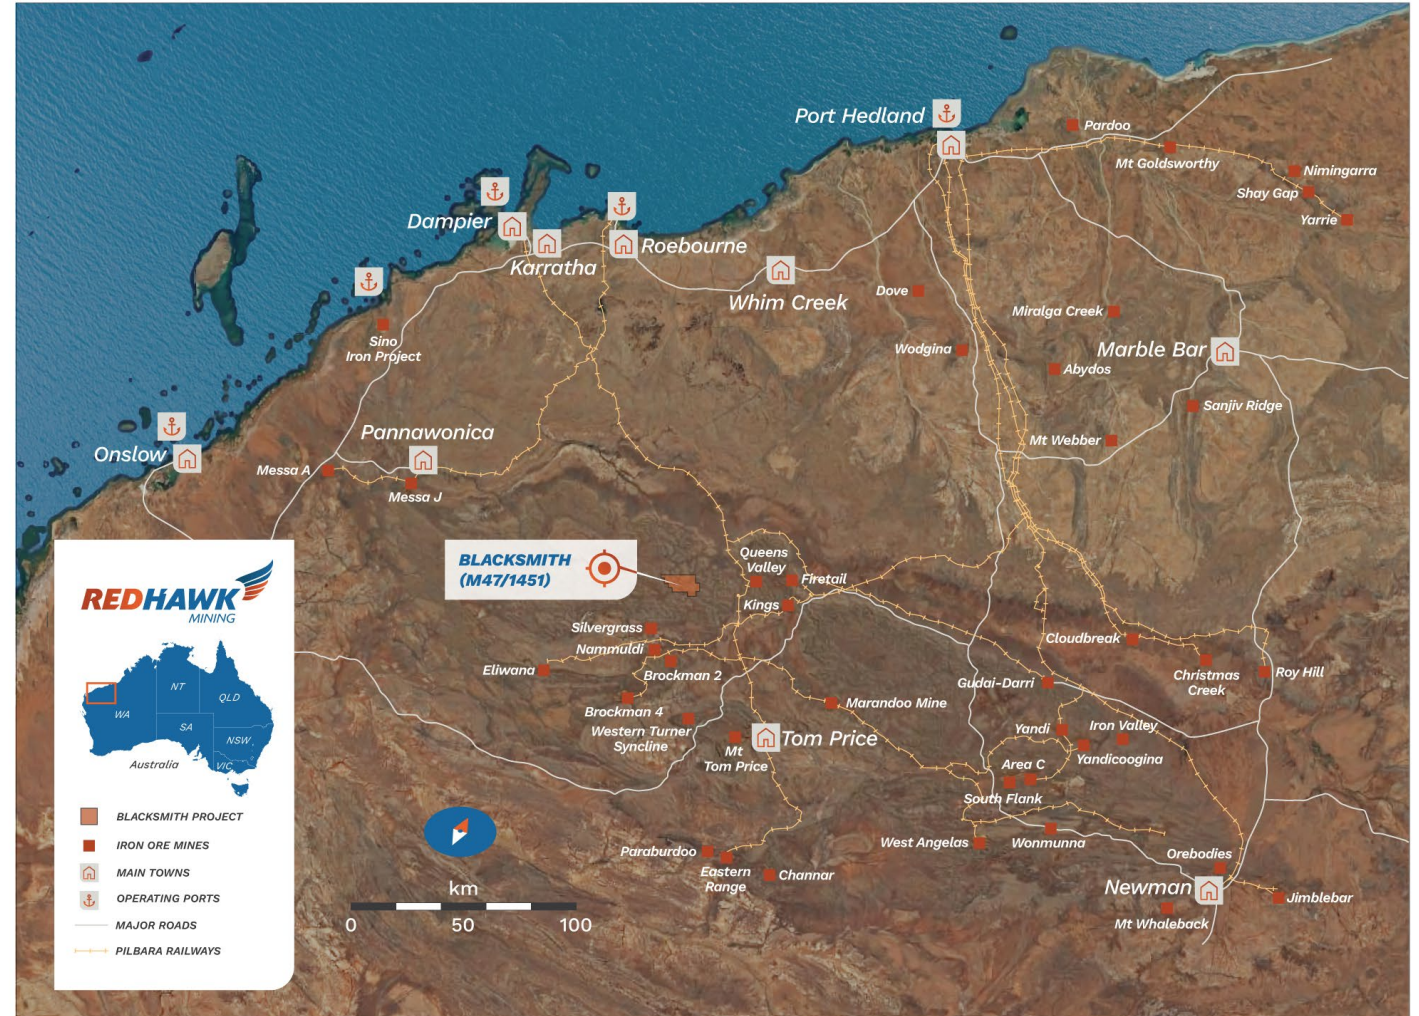 Port Hedland
Pardoo
Mt Goldsworthy
Nimingarra
Shay Gap
Yarrie
Dampier
Karratha
Roebourne
Whim Creek
Dove
Miralga Creek
Sino
Iron Project
Wodgina
Marble Bar
Abydos
Sanjiv Ridge
Mt Webber
Onslow
Pannawonica
Messa A
Messa J
BLACKSMITH
(M47/1451)
Queens
Valley
Firetail
Kings
Silvergrass
Nammuldi
Eliwana
Brockman 2
Brockman 4
Western Turner
Syncline
Marandoo Mine
Mt
Tom Price
Tom Price
Cloudbreak
Christmas
Creek
Roy Hill
Gudai-Darri
Yandi
Iron Valley
Yandicoogina
Area C
South Flank
West Angelas
Wonmunna
Orebodies
Newman
Jimblebar
Mt Whaleback
Paraburdoo
Eastern
Range
Channar
km
0 50 100
REDHAWK
MINING
NT
QLD
WA
SA
NSW
VIC
Australia
BLACKSMITH PROJECT
IRON ORE MINES
MAIN TOWNS
OPERATING PORTS
MAJOR ROADS
PILBARA RAILWAYS